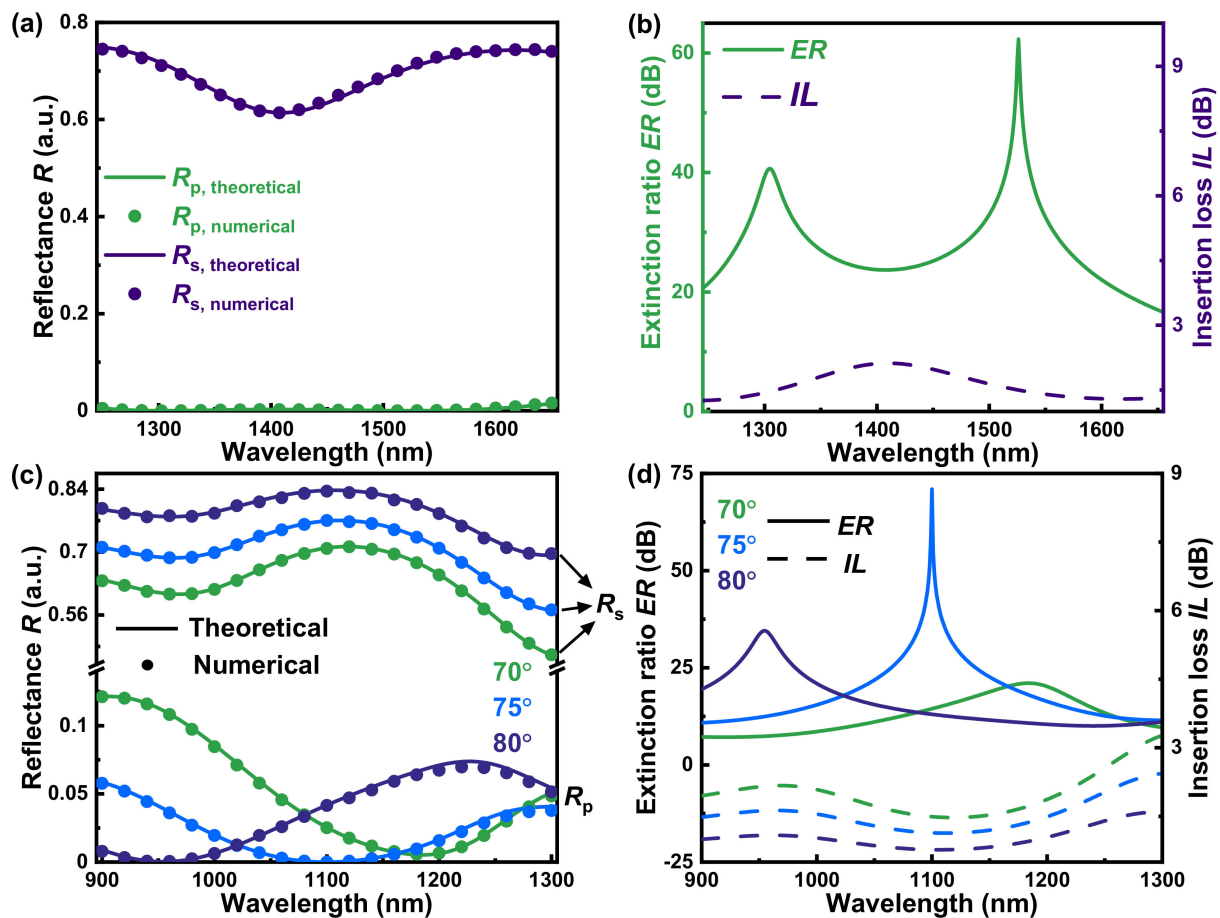 (a)
0.8
0.6
0.4
0.2
0
Reflectance R (a.u.)
Rp, theoretical
Rp, numerical
Rs, theoretical
Rs, numerical
1300 1400 1500 1600
Wavelength (nm)
(b)
60
40
20
0
Extinction ratio ER (dB)
ER
IL
9
6
3
Insertion loss IL (dB)
1300 1400 1500 1600
Wavelength (nm)
(c)
0.84
0.7
0.56
0.1
0.05
0
Reflectance R (a.u.)
Rs
Theoretical
Numerical
70°
75°
80°
Rp
900 1000 1100 1200 1300
Wavelength (nm)
(d)
75
50
25
0
-25
Extinction ratio ER (dB)
70°
75°
80°
ER
IL
9
6
3
Insertion loss IL (dB)
900 1000 1100 1200 1300
Wavelength (nm)